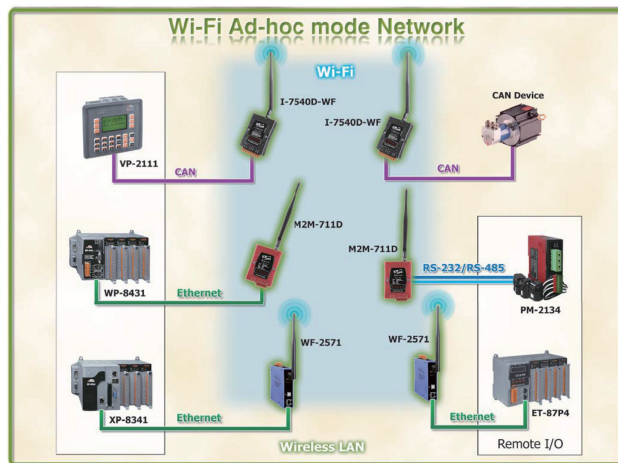 Wi-Fi Ad-hoc mode Network
Wi-Fi
I-7540D-WF
I-7540D-WF
CAN Device
VP-2111
CAN
CAN
M2M-711D
M2M-711D
RS-232/RS-485
WP-8431
Ethernet
PM-2134
WF-2571
WF-2571
XP-8341
Ethernet
Ethernet
ET-87P4
Wireless LAN
Remote I/O